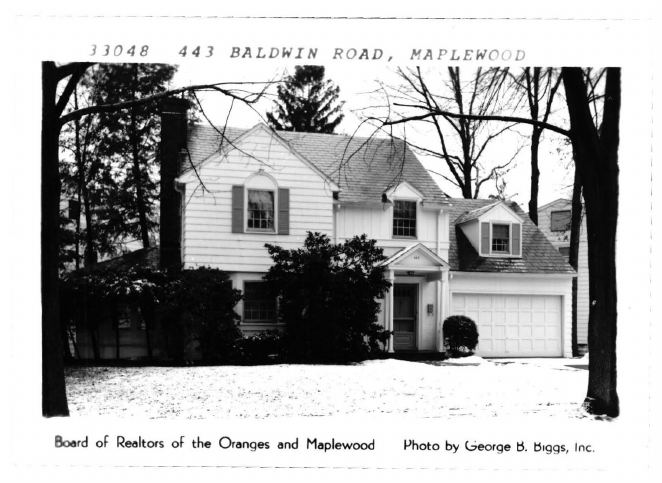 33048 443 BALDWIN ROAD, MAPLEWOOD
Board of Realtors of the Oranges and Maplewood Photo by George B. Biggs, Inc.